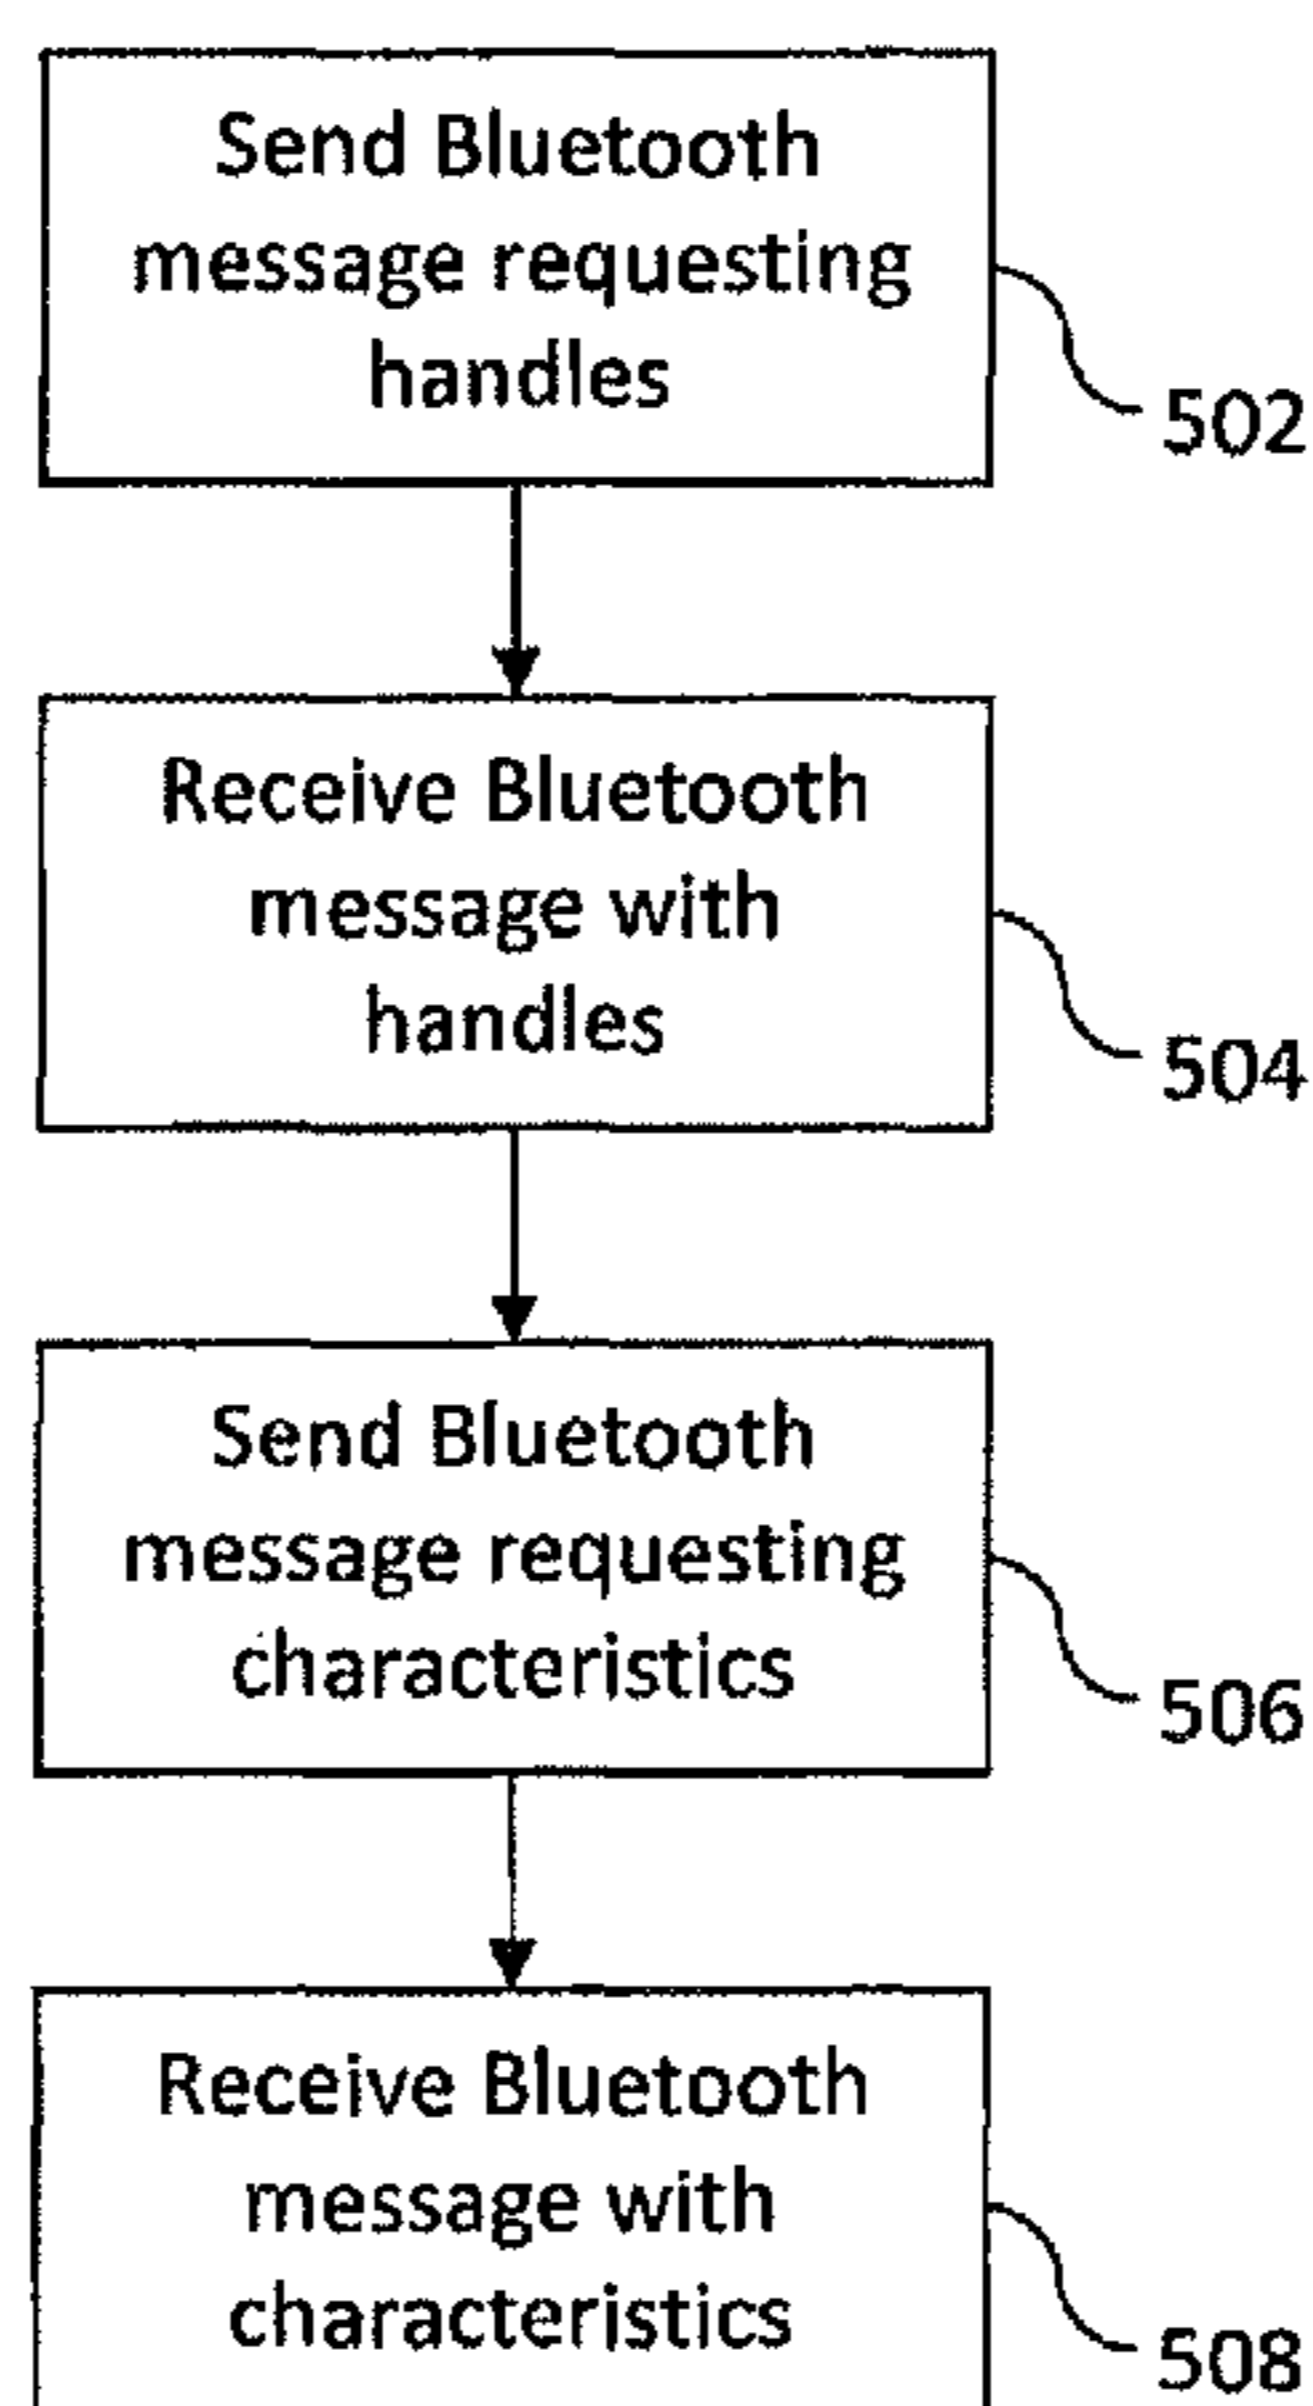 Send Bluetooth
message requesting
handles
502
Receive Bluetooth
message with
handles
504
Send Bluetooth
message requesting
characteristics
506
Receive Bluetooth
message with
characteristics
508